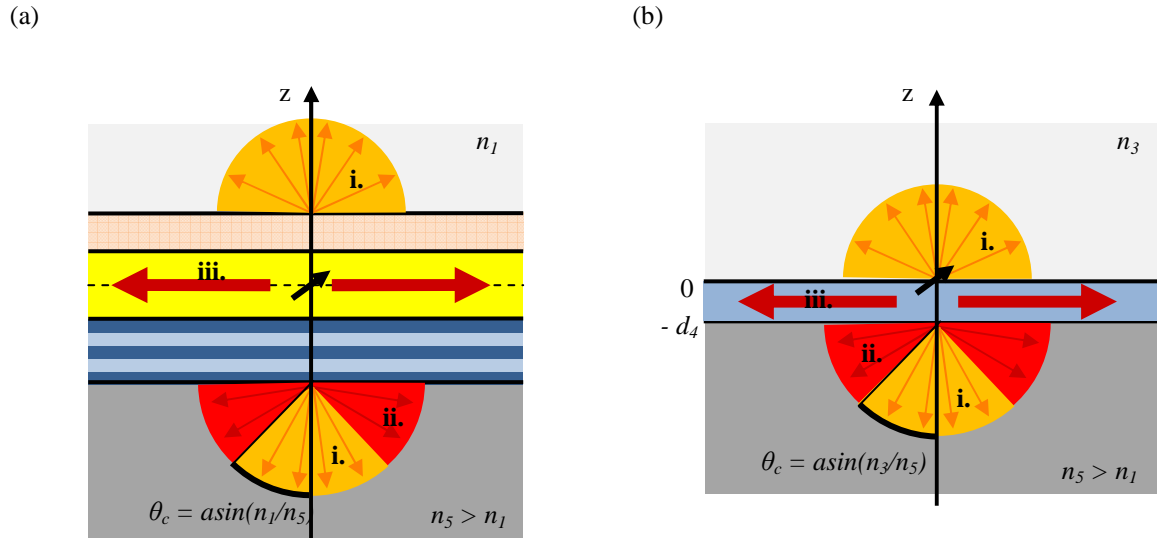 (a)
z
n1
i.
iii.
ii.
i.
θc = asin(n1/n5)
n5 > n1
(b)
z
n3
i.
0
iii.
- d4
ii.
i.
θc = asin(n3/n5)
n5 > n1